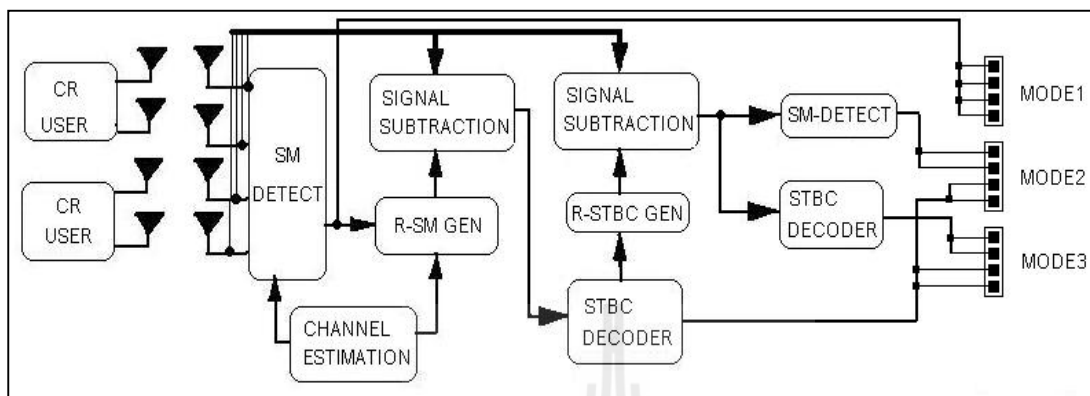 CR
USER
CR
USER
SM
DETECT
CHANNEL
ESTIMATION
SIGNAL
SUBTRACTION
R-SM GEN
SIGNAL
SUBTRACTION
R-STBC GEN
STBC
DECODER
SM-DETECT
STBC
DECODER
MODE1
MODE2
MODE3